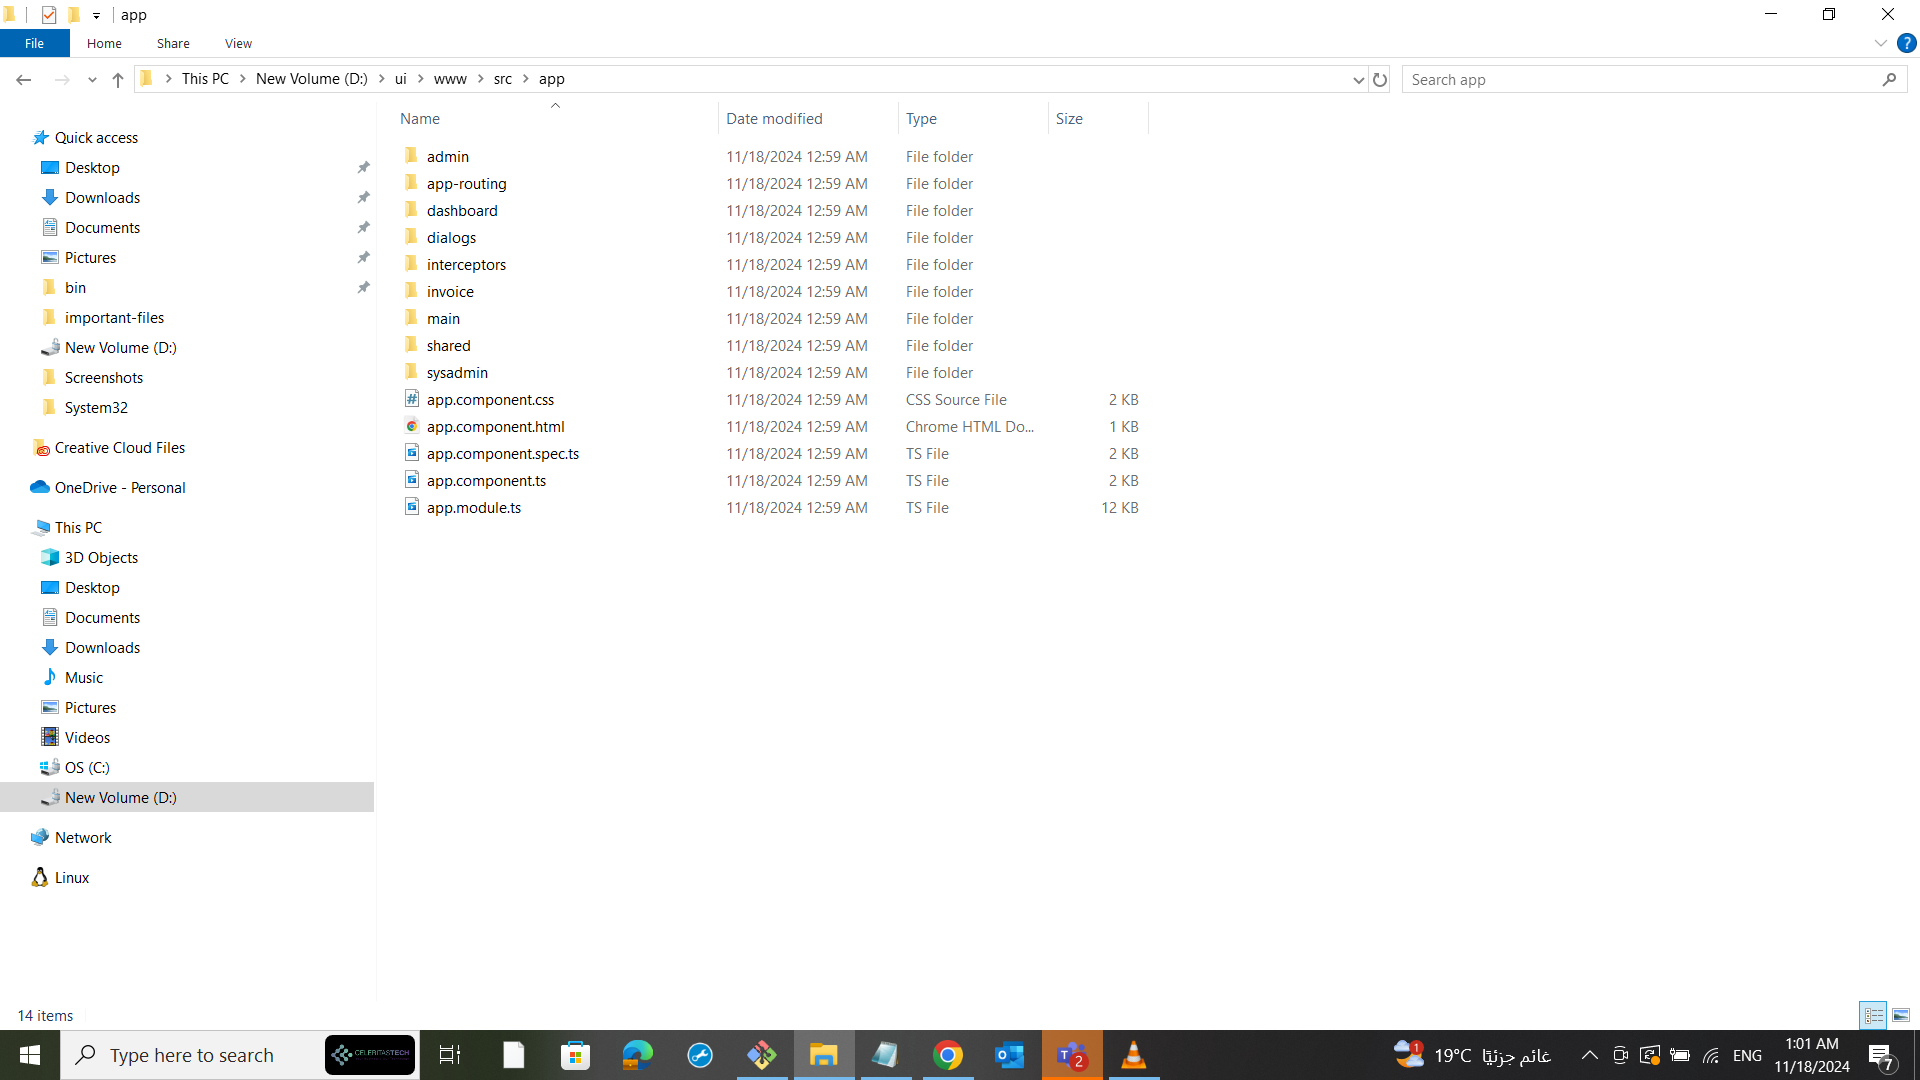 app
File Home Share View
This PC New Volume (D:) ui www src app
Search app
Name Date modified Type Size
Quick access
Desktop
Downloads
Documents
Pictures
bin
important-files
New Volume (D:)
Screenshots
System32
Creative Cloud Files
OneDrive - Personal
This PC
3D Objects
Desktop
Documents
Downloads
Music
Pictures
Videos
OS (C:)
New Volume (D:)
Network
Linux
admin 11/18/2024 12:59 AM File folder
app-routing 11/18/2024 12:59 AM File folder
dashboard 11/18/2024 12:59 AM File folder
dialogs 11/18/2024 12:59 AM File folder
interceptors 11/18/2024 12:59 AM File folder
invoice 11/18/2024 12:59 AM File folder
main 11/18/2024 12:59 AM File folder
shared 11/18/2024 12:59 AM File folder
sysadmin 11/18/2024 12:59 AM File folder
app.component.css 11/18/2024 12:59 AM CSS Source File 2 KB
app.component.html 11/18/2024 12:59 AM Chrome HTML Do... 1 KB
app.component.spec.ts 11/18/2024 12:59 AM TS File 2 KB
app.component.ts 11/18/2024 12:59 AM TS File 2 KB
app.module.ts 11/18/2024 12:59 AM TS File 12 KB
14 items
Type here to search
CELERITASTECH
2
1
19°C غائم جزئيًا
ENG
1:01 AM
11/18/2024
7